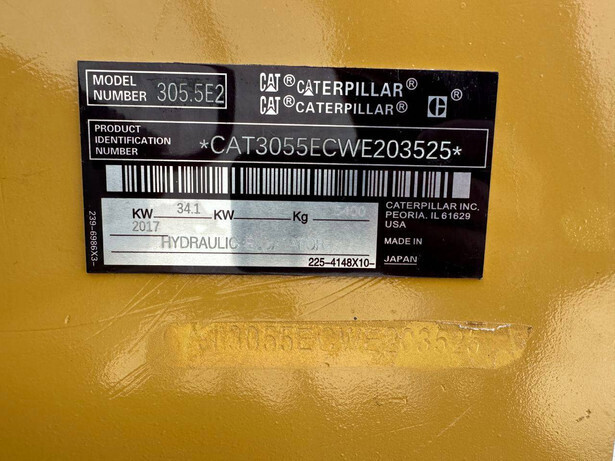 MODEL NUMBER 305.5E2
CAT® CATERPILLAR®
CAT® CATERPILLAR® C ®
PRODUCT IDENTIFICATION NUMBER *CAT3055ECWE203525*
KW 34.1 KW Kg
2017
HYDRAULIC
225-4148X10-
CATERPILLAR INC.
PEORIA. IL 61629
USA
MADE IN
JAPAN
239-6986X3-